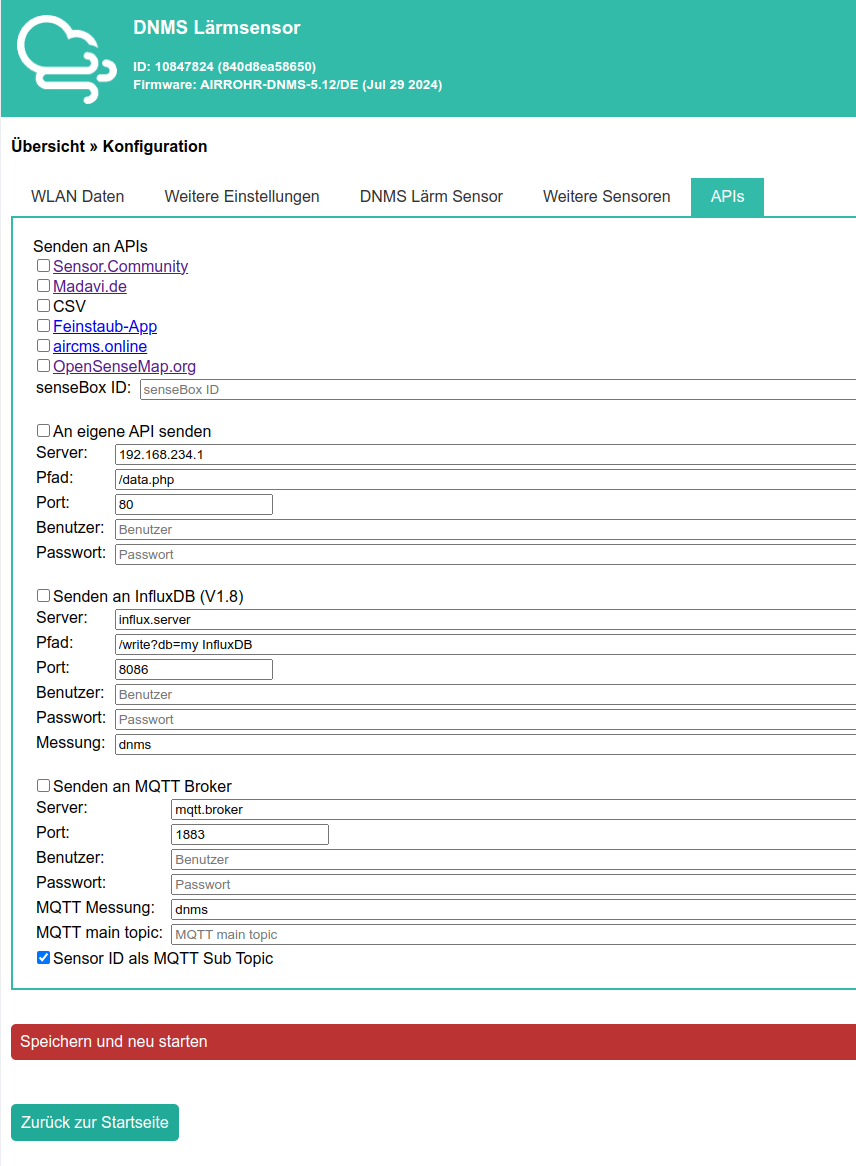 DNMS Lärmsensor
ID: 10847824 (840d8ea58650)
Firmware: AIRROHR-DNMS-5.12/DE (Jul 29 2024)
Übersicht » Konfiguration
WLAN Daten Weitere Einstellungen DNMS Lärm Sensor Weitere Sensoren APIs
Senden an APIs
Sensor.Community
Madavi.de
CSV
Feinstaub-App
aircms.online
OpenSenseMap.org
senseBox ID: senseBox ID
An eigene API senden
Server: 192.168.234.1
Pfad: /data.php
Port: 80
Benutzer: Benutzer
Passwort: Passwort
Senden an InfluxDB (V1.8)
Server: influx.server
Pfad: /write?db=my InfluxDB
Port: 8086
Benutzer: Benutzer
Passwort: Passwort
Messung: dnms
Senden an MQTT Broker
Server: mqtt.broker
Port: 1883
Benutzer: Benutzer
Passwort: Passwort
MQTT Messung: dnms
MQTT main topic: MQTT main topic
Sensor ID als MQTT Sub Topic
Speichern und neu starten
Zurück zur Startseite